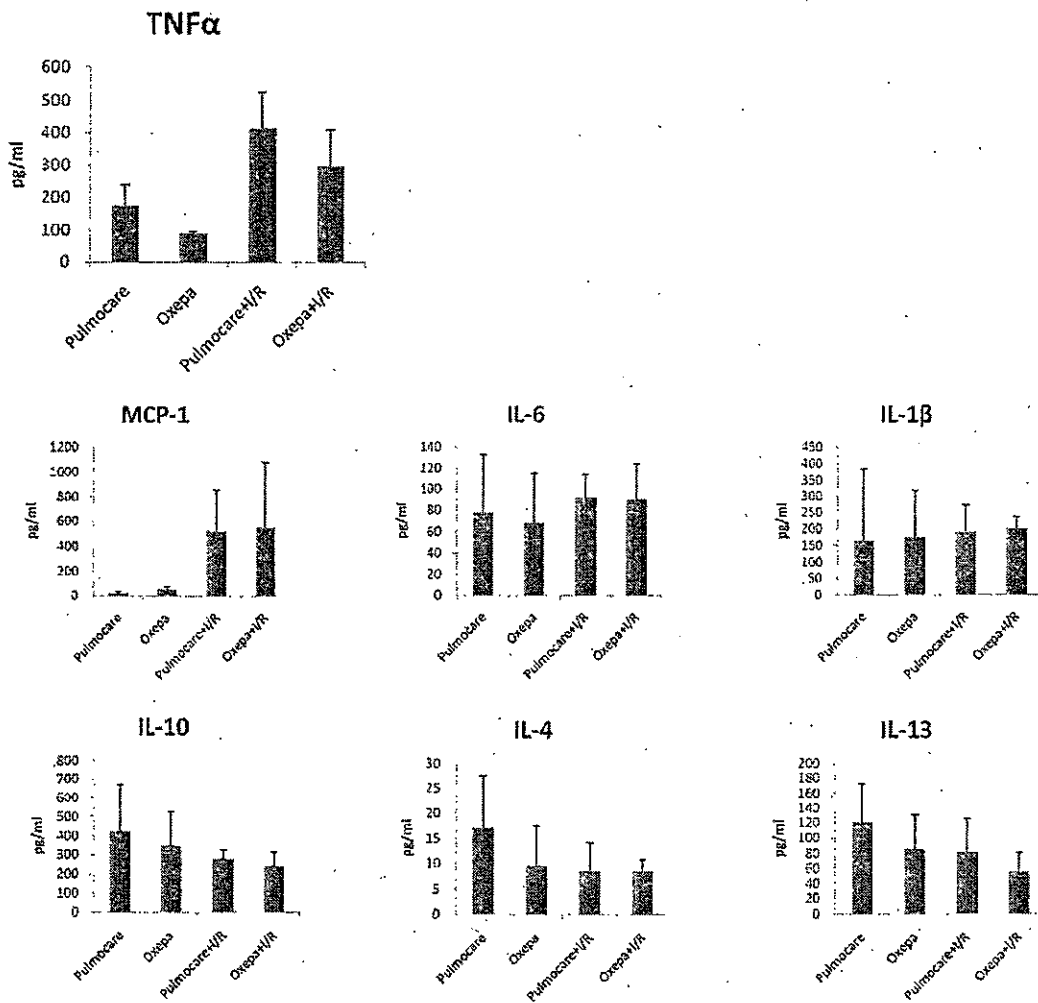 TNFα
600
500
400
300
200
100
0
pg/ml
Pulmocare
Oxepa
Pulmocare+I/R
Oxepa+I/R
MCP-1
1200
1000
800
600
400
200
0
pg/ml
Pulmocare
Oxepa
Pulmocare+I/R
Oxepa+I/R
IL-6
140
120
100
80
60
40
20
0
pg/ml
Pulmocare
Oxepa
Pulmocare+I/R
Oxepa+I/R
IL-1β
450
400
350
300
250
200
150
100
50
0
pg/ml
Pulmocare
Oxepa
Pulmocare+I/R
Oxepa+I/R
IL-10
800
700
600
500
400
300
200
100
0
pg/ml
Pulmocare
Oxepa
Pulmocare+I/R
Oxepa+I/R
IL-4
30
25
20
15
10
5
0
pg/ml
Pulmocare
Oxepa
Pulmocare+I/R
Oxepa+I/R
IL-13
200
180
160
140
120
100
80
60
40
20
0
pg/ml
Pulmocare
Oxepa
Pulmocare+I/R
Oxepa+I/R